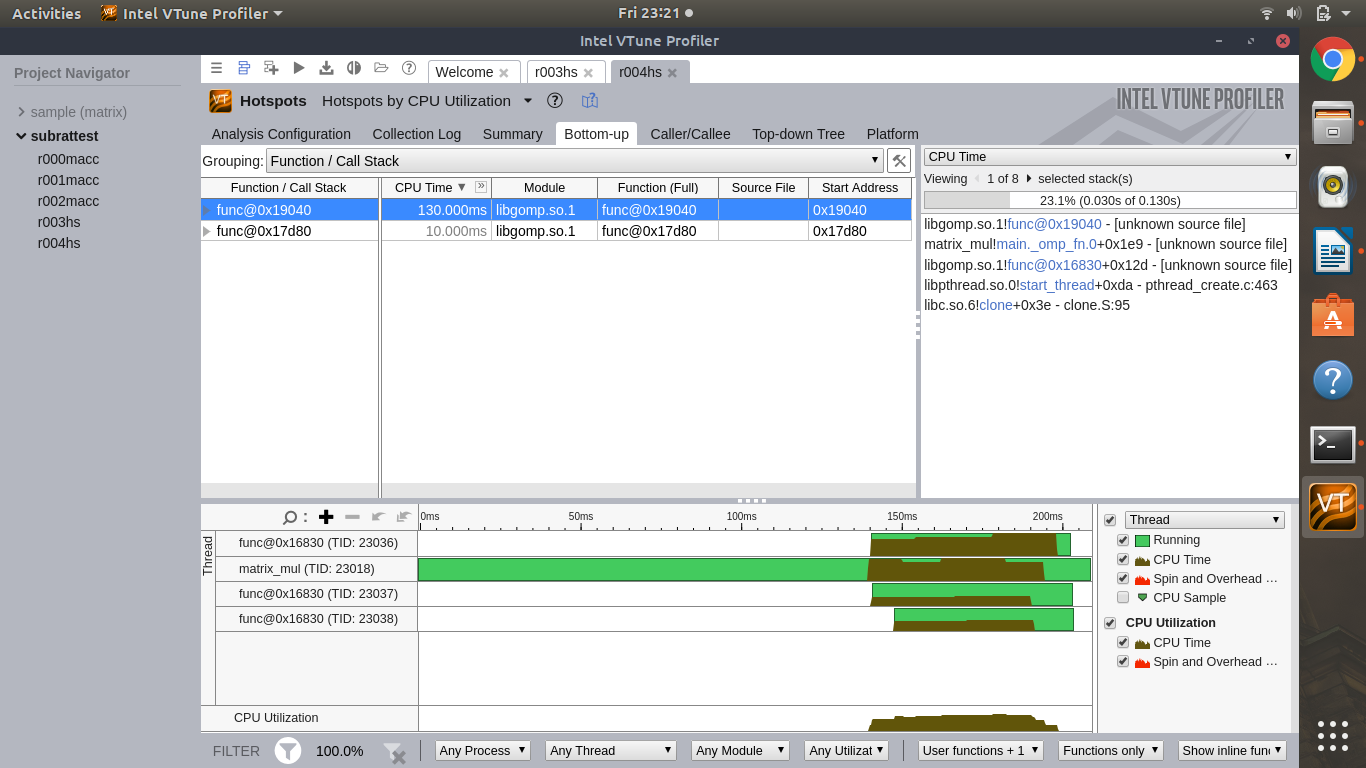 Activities Intel VTune Profiler Fri 23:21
Intel VTune Profiler
Project Navigator
sample (matrix)
subrattest
r000macc
r001macc
r002macc
r003hs
r004hs
Welcome r003hs r004hs
VT Hotspots Hotspots by CPU Utilization INTEL VTUNE PROFILER
Analysis Configuration Collection Log Summary Bottom-up Caller/Callee Top-down Tree Platform
Grouping: Function / Call Stack
Function / Call Stack CPU Time Module Function (Full) Source File Start Address
func@0x19040 130.000ms libgomp.so.1 func@0x19040 0x19040
func@0x17d80 10.000ms libgomp.so.1 func@0x17d80 0x17d80
CPU Time
Viewing 1 of 8 selected stack(s)
23.1% (0.030s of 0.130s)
libgomp.so.1!func@0x19040 - [unknown source file]
matrix_mul!main._omp_fn.0+0x1e9 - [unknown source file]
libgomp.so.1!func@0x16830+0x12d - [unknown source file]
libpthread.so.0!start_thread+0xda - pthread_create.c:463
libc.so.6!clone+0x3e - clone.S:95
0ms 50ms 100ms 150ms 200ms
Thread
func@0x16830 (TID: 23036)
matrix_mul (TID: 23018)
func@0x16830 (TID: 23037)
func@0x16830 (TID: 23038)
CPU Utilization
Thread
Running
CPU Time
Spin and Overhead ...
CPU Sample
CPU Utilization
CPU Time
Spin and Overhead ...
FILTER 100.0% Any Process Any Thread Any Module Any Utilizat User functions + 1 Functions only Show inline func
VT